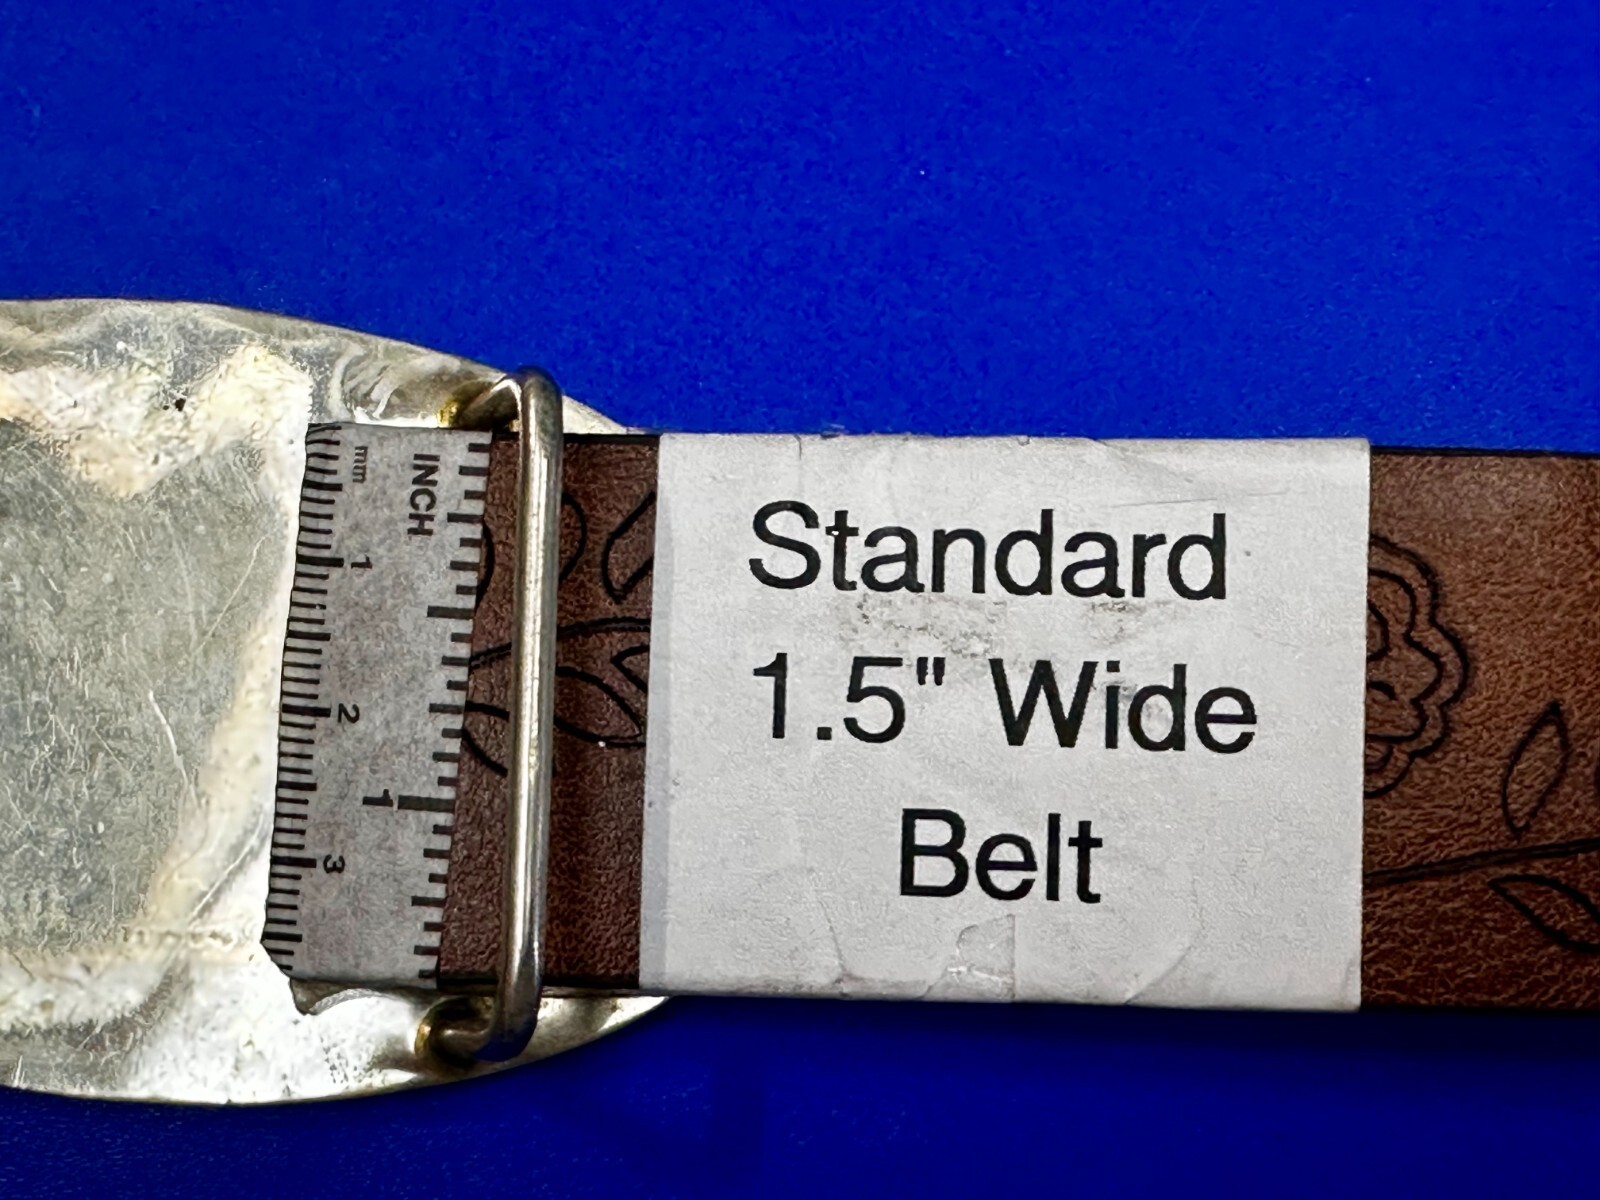 mm
INCH
1
2
1
3
Standard
1.5" Wide
Belt